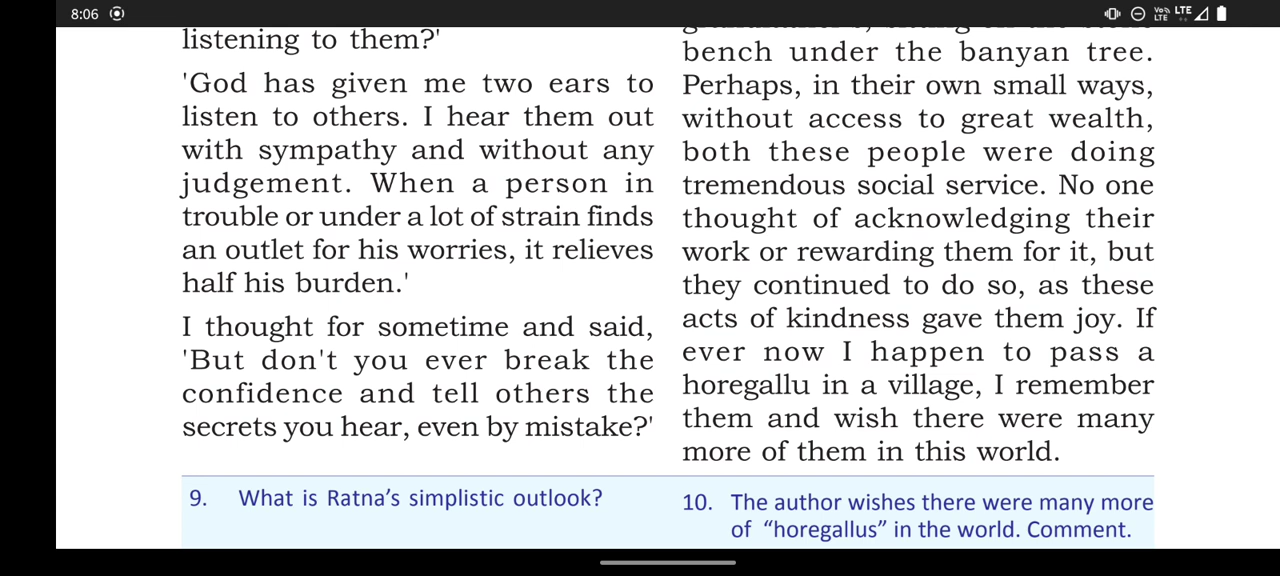 8:06
Vo) LTE
LTE
listening to them?'
'God has given me two ears to
listen to others. I hear them out
with sympathy and without any
judgement. When a person in
trouble or under a lot of strain finds
an outlet for his worries, it relieves
half his burden.'
I thought for sometime and said,
'But don't you ever break the
confidence and tell others the
secrets you hear, even by mistake?'
bench under the banyan tree.
Perhaps, in their own small ways,
without access to great wealth,
both these people were doing
tremendous social service. No one
thought of acknowledging their
work or rewarding them for it, but
they continued to do so, as these
acts of kindness gave them joy. If
ever now I happen to pass a
horegallu in a village, I remember
them and wish there were many
more of them in this world.
9. What is Ratna's simplistic outlook?
10. The author wishes there were many more
of "horegallus" in the world. Comment.